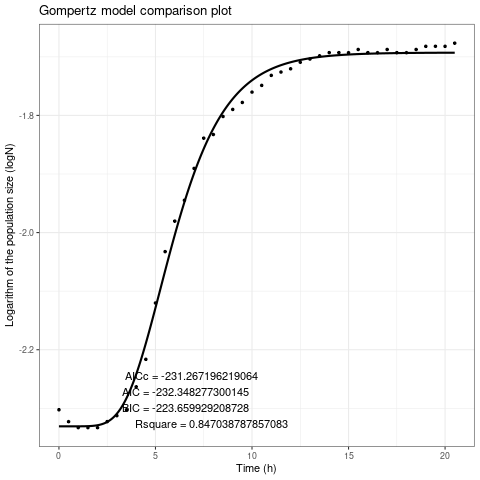 Gompertz model comparison plot
Logarithm of the population size (logN)
-1.8
-2.0
-2.2
AICc = -231.267196219064
AIC = -232.348277300145
BIC = -223.659929208728
Rsquare = 0.847038787857083
0 5 10 15 20
Time (h)